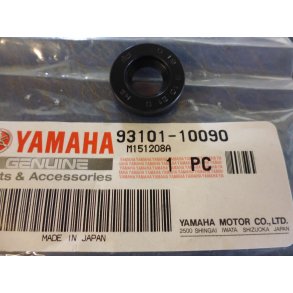 YAMAHA 93101-10090
GENUINE M151208A
Parts & Accessories 1 PC
YAMAHA MOTOR CO., LTD.
MADE IN JAPAN 2500 SHINGAI IWATA SHIZUOKA JAPAN